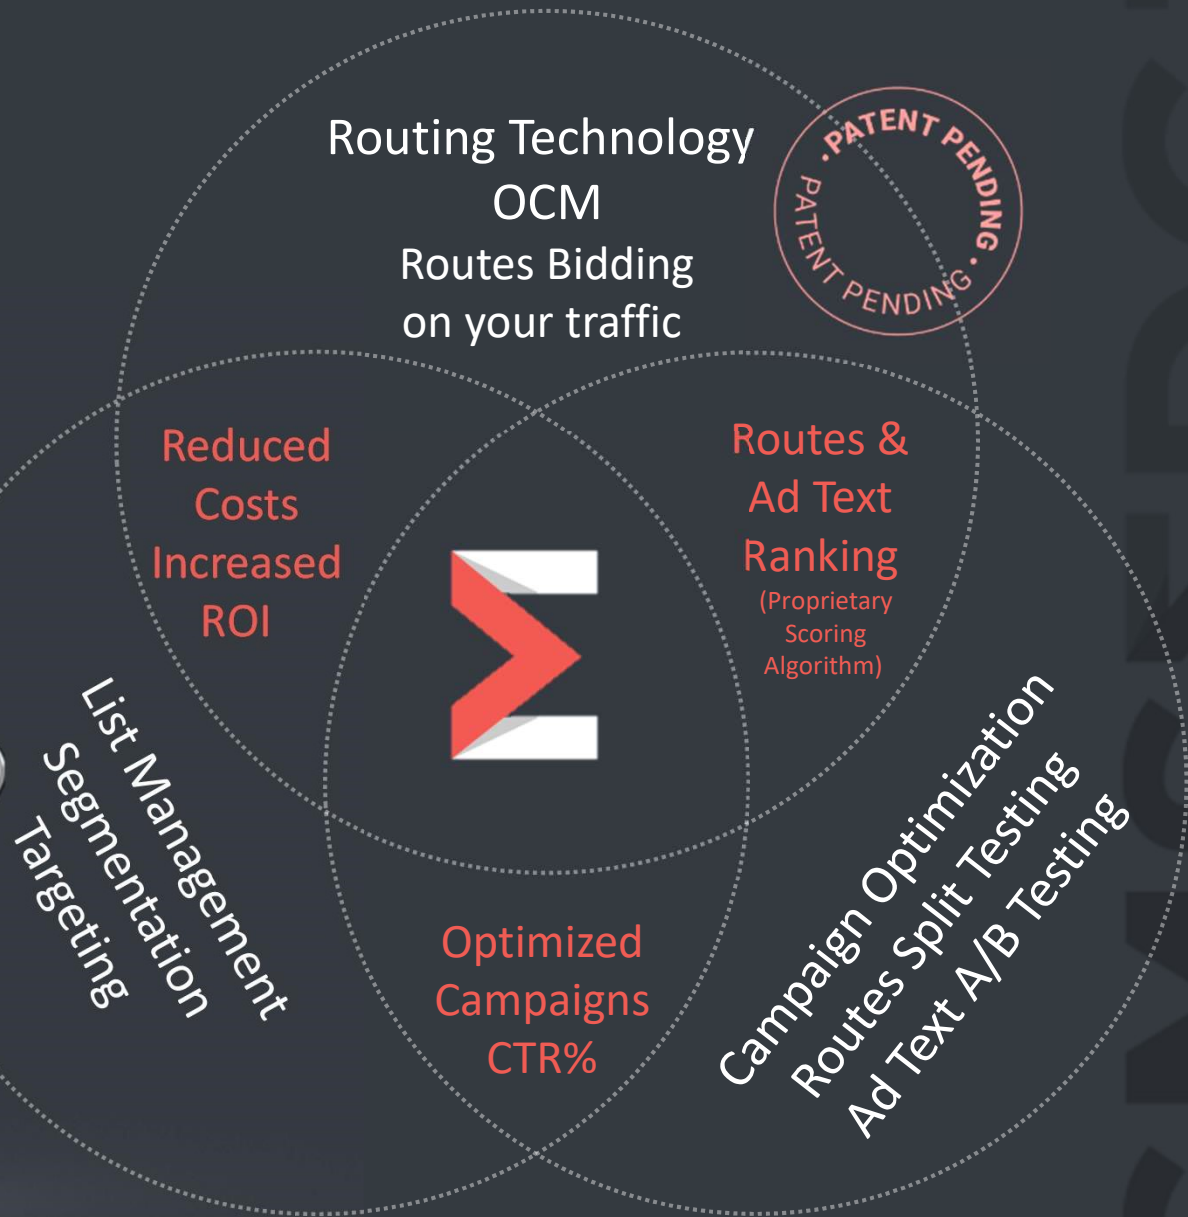 Routing Technology
OCM
Routes Bidding
on your traffic
·PATENT PENDING·
PATENT PENDING
Reduced
Costs
Increased
ROI
Routes &
Ad Text
Ranking
(Proprietary
Scoring
Algorithm)
List Management
Segmentation
Targeting
Campaign Optimization
Routes Split Testing
Ad Text A/B Testing
Optimized
Campaigns
CTR%